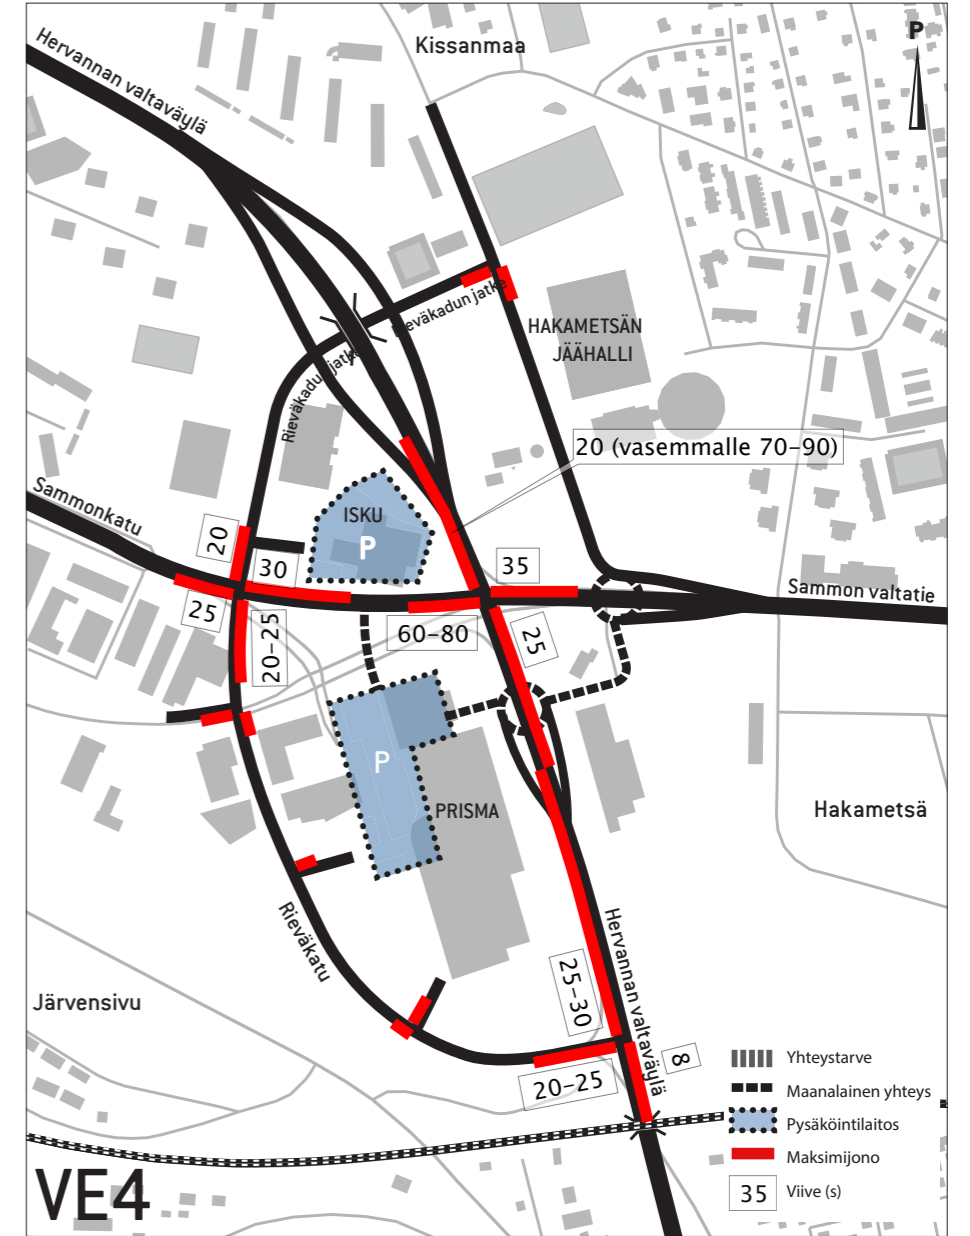 Kissanmaa
P
Hervannan valtaväylä
Rieväkadun jatke
HAKAMETSÄN
JÄÄHALLI
Rieväkadun jatke
20 (vasemmalle 70–90)
ISKU
P
Sammonkatu
20
30
35
Sammon valtatie
25
20–25
60–80
25
P
PRISMA
Hakametsä
Rieväkatu
Hervannan valtaväylä
25–30
Järvensivu
8
20–25
Yhteystarve
Maanalainen yhteys
Pysäköintilaitos
Maksimijono
35
Viive (s)
VE4